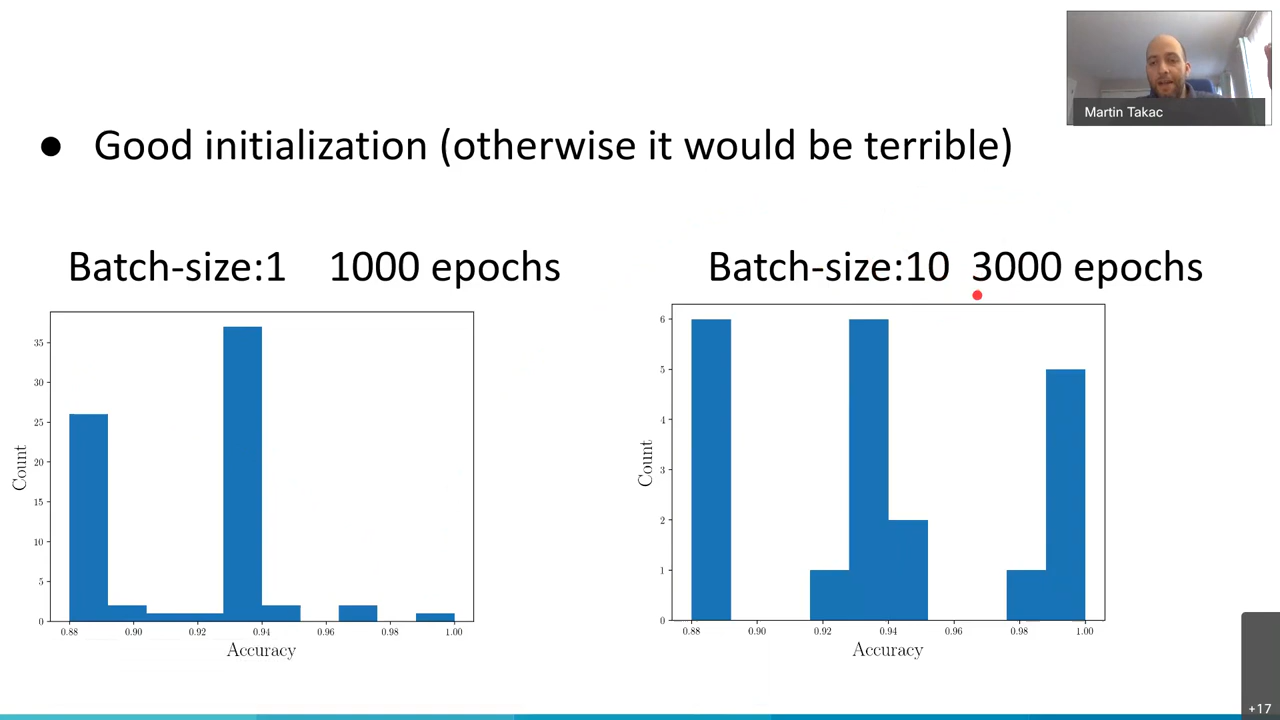 Martin Takac
● Good initialization (otherwise it would be terrible)
Batch-size:1 1000 epochs
35
30
25
20
15
10
5
0
Count
0.88 0.90 0.92 0.94 0.96 0.98 1.00
Accuracy
Batch-size:10 3000 epochs
6
5
4
3
2
1
0
Count
0.88 0.90 0.92 0.94 0.96 0.98 1.00
Accuracy
+17